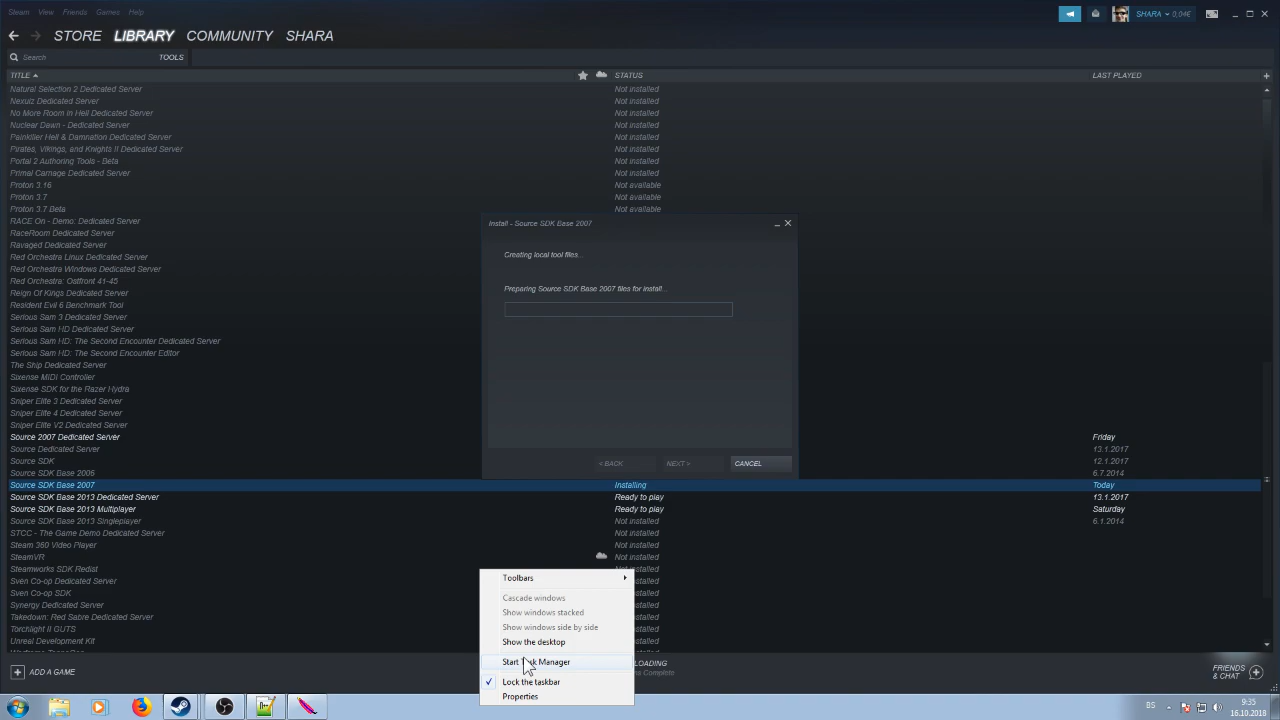 Steam View Friends Games Help
SHARA 0,04€
STORE LIBRARY COMMUNITY SHARA
Search TOOLS
TITLE STATUS LAST PLAYED
Natural Selection 2 Dedicated Server Not installed
Nexuiz Dedicated Server Not installed
No More Room in Hell Dedicated Server Not installed
Nuclear Dawn - Dedicated Server Not installed
Painkiller Hell & Damnation Dedicated Server Not installed
Pirates, Vikings, and Knights II Dedicated Server Not installed
Portal 2 Authoring Tools - Beta Not installed
Primal Carnage Dedicated Server Not installed
Proton 3.16 Not available
Proton 3.7 Not available
Proton 3.7 Beta Not available
RACE On - Demo: Dedicated Server
RaceRoom Dedicated Server
Ravaged Dedicated Server
Red Orchestra Linux Dedicated Server
Red Orchestra Windows Dedicated Server
Red Orchestra: Ostfront 41-45
Reign Of Kings Dedicated Server
Resident Evil 6 Benchmark Tool
Serious Sam 3 Dedicated Server
Serious Sam HD Dedicated Server
Serious Sam HD: The Second Encounter Dedicated Server
Serious Sam HD: The Second Encounter Editor
The Ship Dedicated Server
Sixense MIDI Controller
Sixense SDK for the Razer Hydra
Sniper Elite 3 Dedicated Server
Sniper Elite 4 Dedicated Server
Sniper Elite V2 Dedicated Server
Source 2007 Dedicated Server Friday
Source Dedicated Server 13.1.2017
Source SDK 12.1.2017
Source SDK Base 2006 6.7.2014
Source SDK Base 2007 Installing Today
Source SDK Base 2013 Dedicated Server Ready to play 13.1.2017
Source SDK Base 2013 Multiplayer Ready to play Saturday
Source SDK Base 2013 Singleplayer Not installed 6.1.2014
STCC - The Game Demo Dedicated Server Not installed
Steam 360 Video Player Not installed
SteamVR Not installed
Steamworks SDK Redist Not installed
Sven Co-op Dedicated Server
Sven Co-op SDK
Synergy Dedicated Server
Takedown: Red Sabre Dedicated Server
Torchlight II GUTS
Unreal Development Kit
Install - Source SDK Base 2007
Creating local tool files...
Preparing Source SDK Base 2007 files for install...
< BACK NEXT > CANCEL
Toolbars
Cascade windows
Show windows stacked
Show windows side by side
Show the desktop
Start Manager
Lock the taskbar
Properties
ADD A GAME
Complete
FRIENDS
& CHAT
BS 9:35
16.10.2018